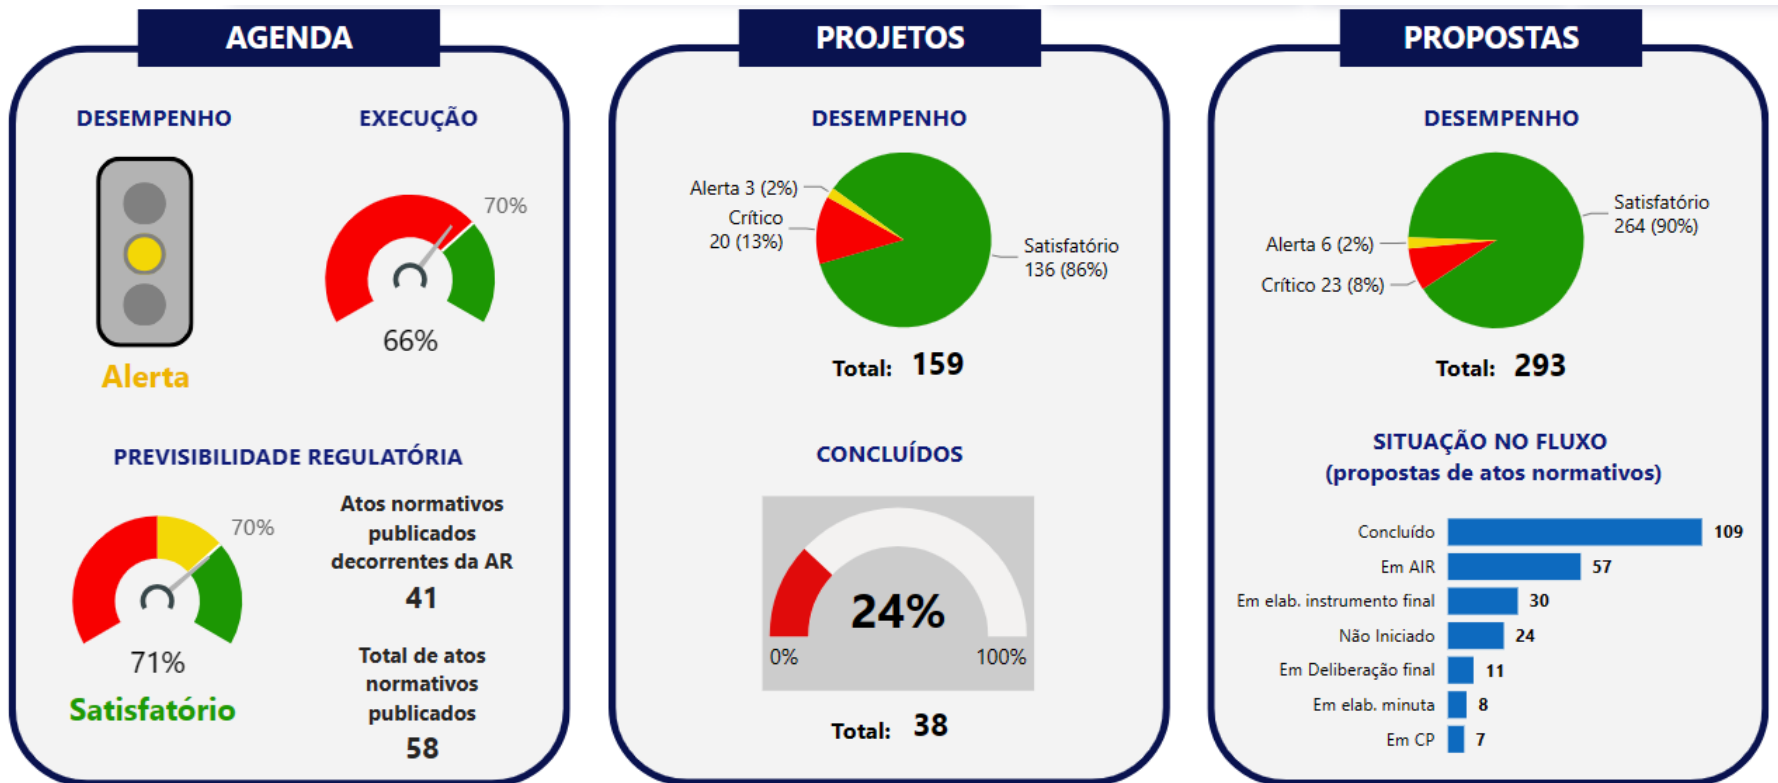 AGENDA
DESEMPENHO
EXECUÇÃO
70%
66%
Alerta
PREVISIBILIDADE REGULATÓRIA
70%
71%
Satisfatório
Atos normativos
publicados
decorrentes da AR
41
Total de atos
normativos
publicados
58
PROJETOS
DESEMPENHO
Alerta 3 (2%)
Crítico
20 (13%)
Satisfatório
136 (86%)
Total: 159
CONCLUÍDOS
24%
0%
100%
Total: 38
PROPOSTAS
DESEMPENHO
Satisfatório
264 (90%)
Alerta 6 (2%)
Crítico 23 (8%)
Total: 293
SITUAÇÃO NO FLUXO
(propostas de atos normativos)
Concluído 109
Em AIR 57
Em elab. instrumento final 30
Não Iniciado 24
Em Deliberação final 11
Em elab. minuta 8
Em CP 7